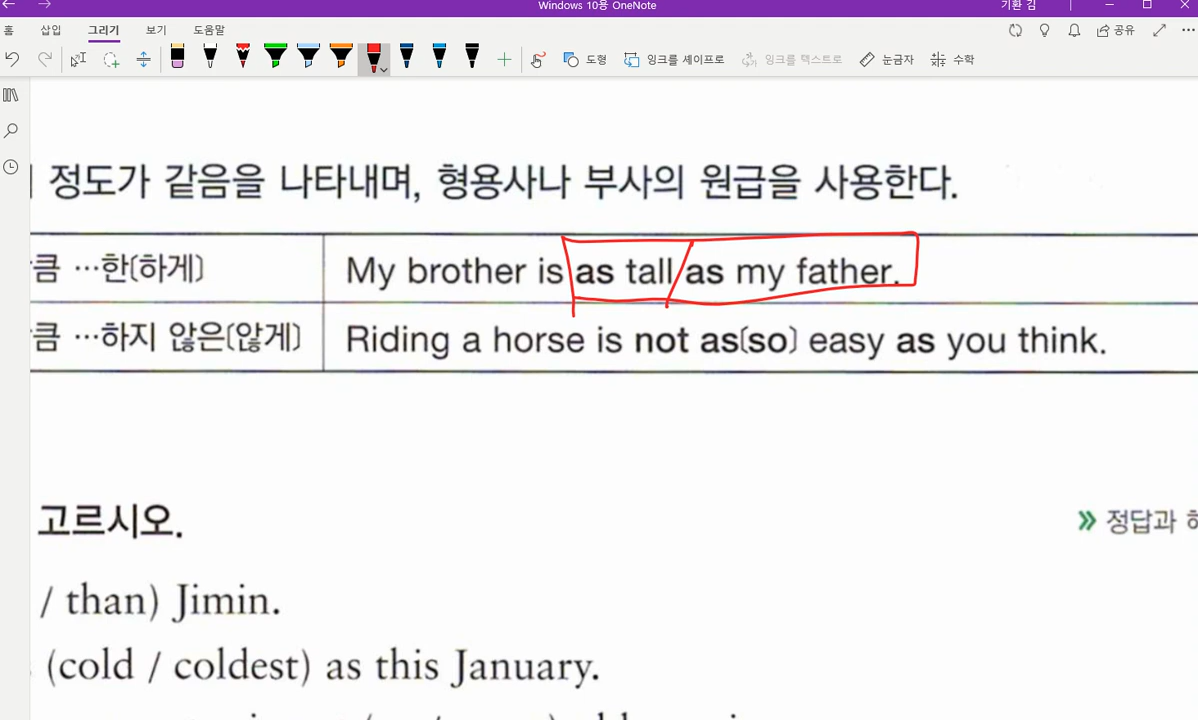 Windows 10용 OneNote
기환 김
홈 삽입 그리기 보기 도움말
공유
도형 잉크를 셰이프로 잉크를 텍스트로 눈금자 수학
정도가 같음을 나타내며, 형용사나 부사의 원급을 사용한다.
큼 …한(하게) My brother is as tall as my father.
큼 …하지 않은(않게) Riding a horse is not as(so) easy as you think.
고르시오.
정답과
/ than) Jimin.
(cold / coldest) as this January.